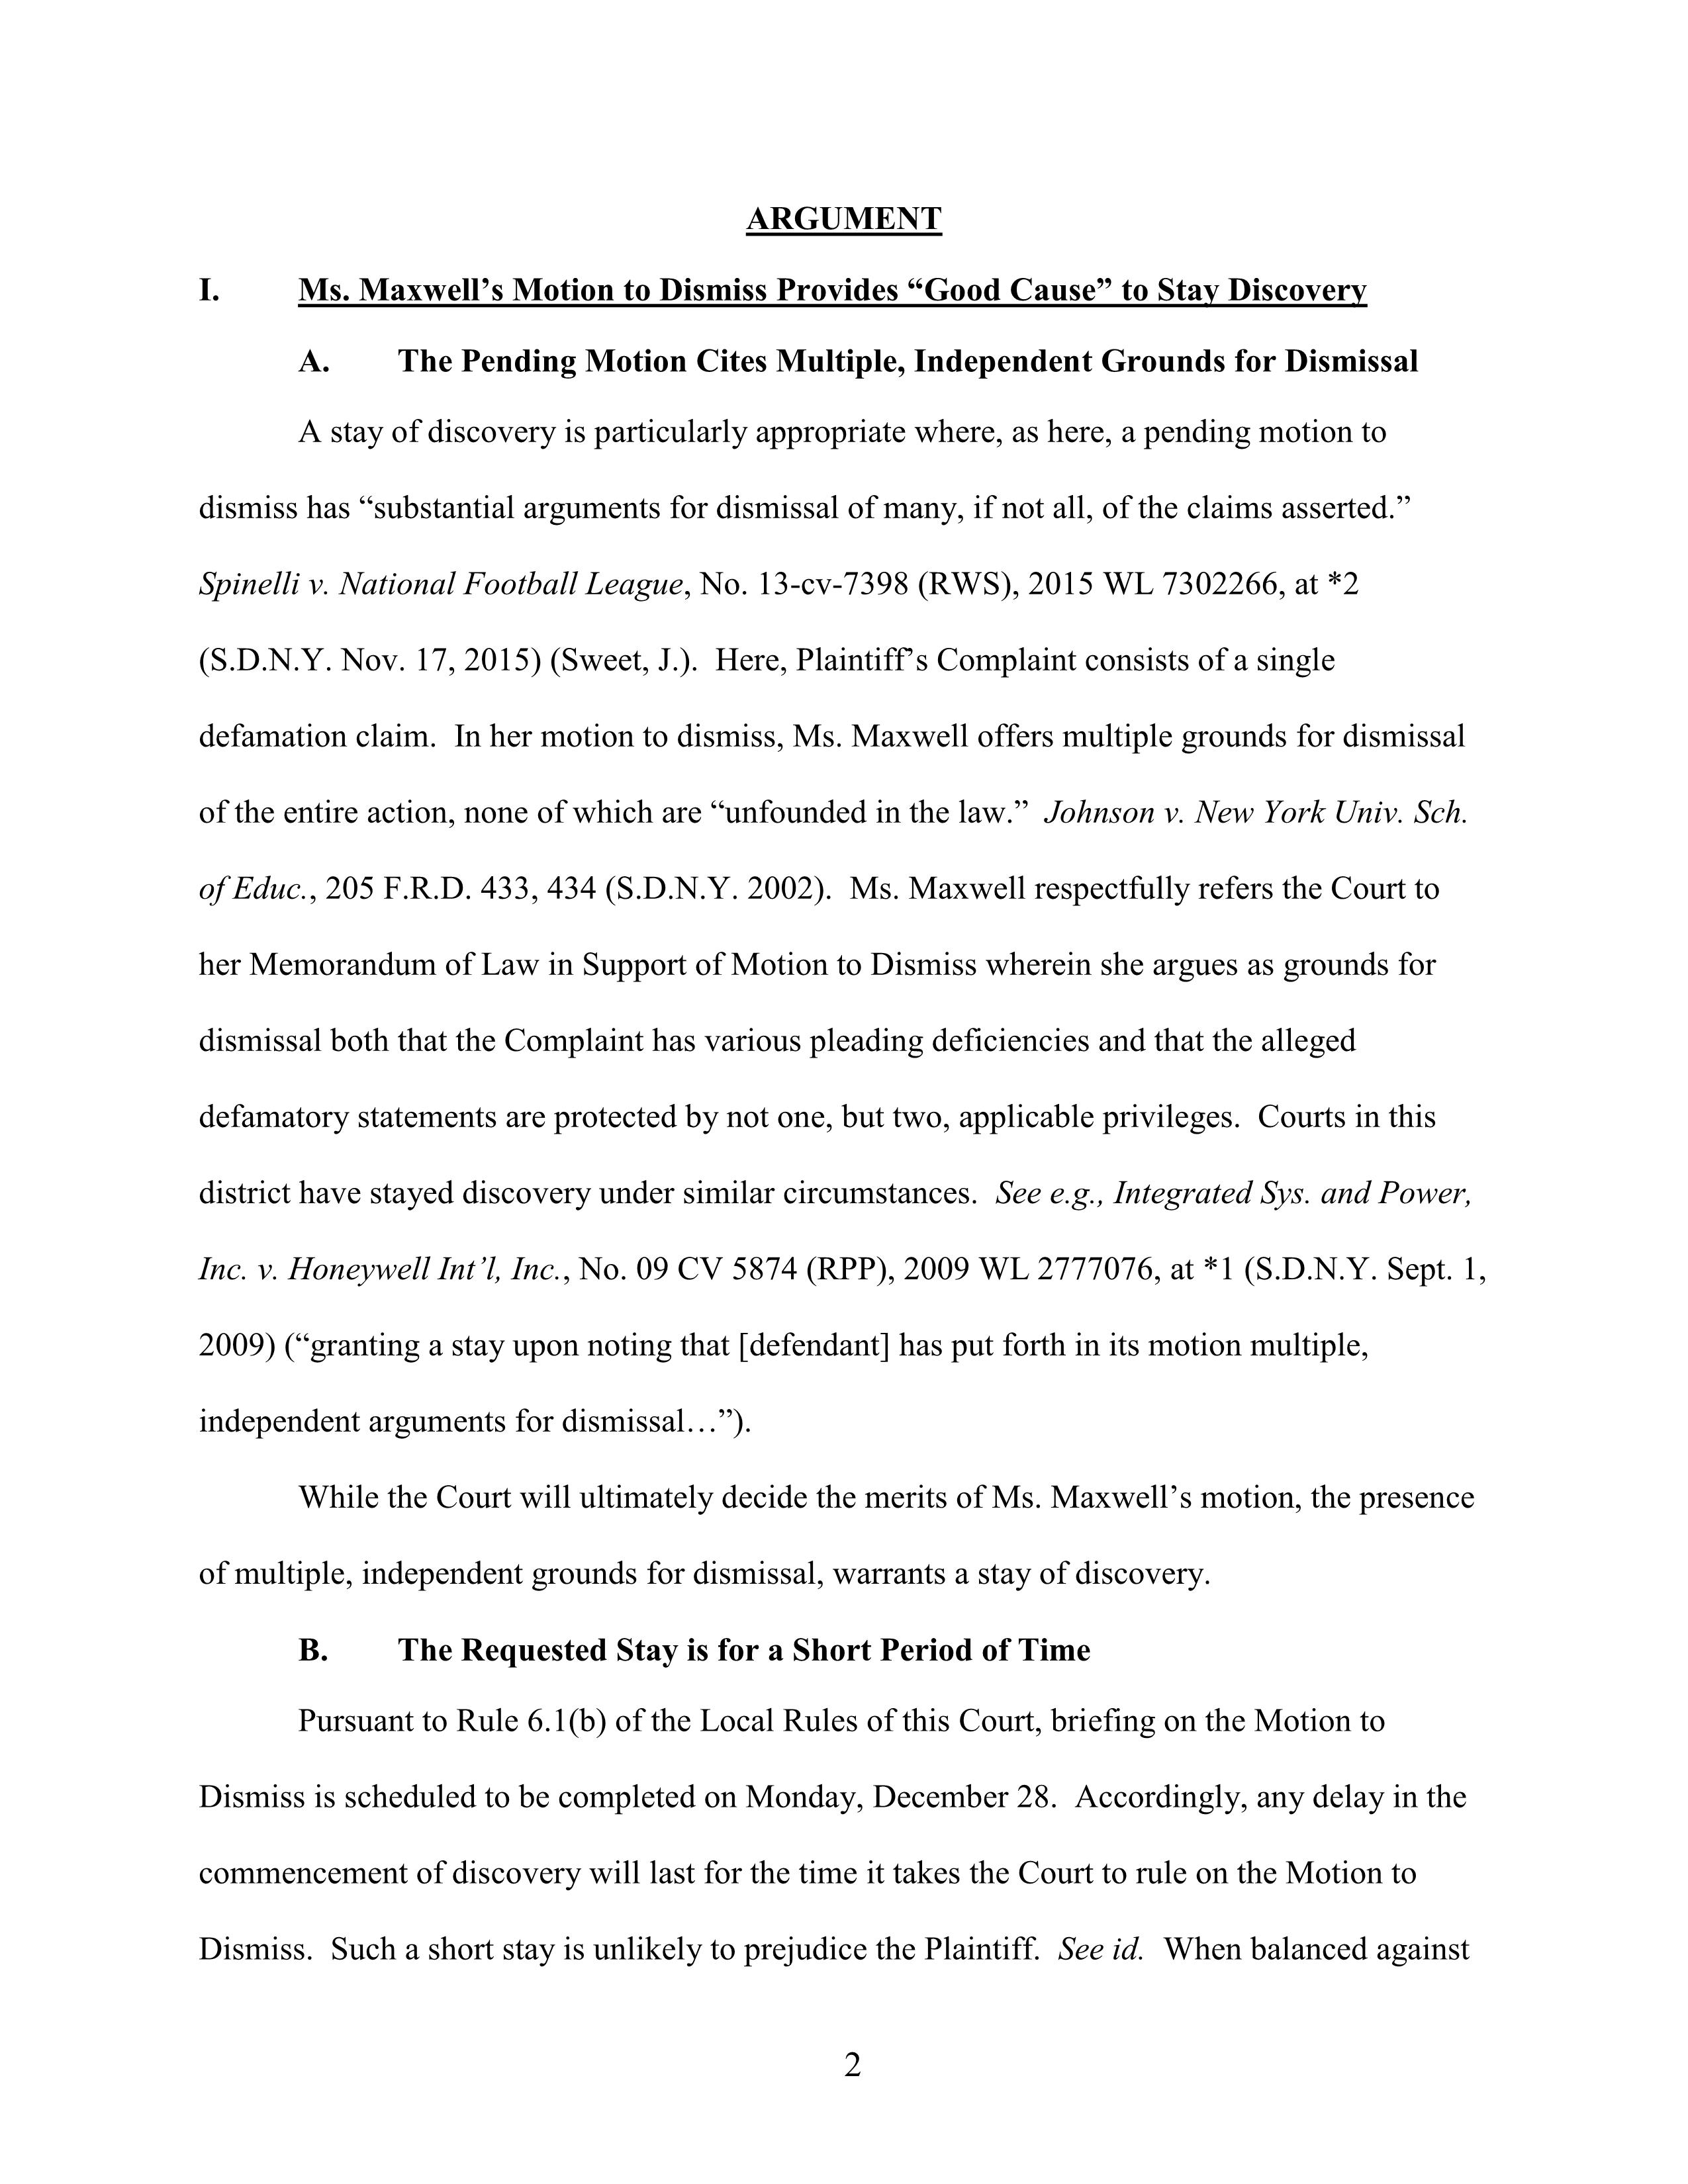 ARGUMENT
I. Ms. Maxwell’s Motion to Dismiss Provides “Good Cause” to Stay Discovery
A. The Pending Motion Cites Multiple, Independent Grounds for Dismissal
A stay of discovery is particularly appropriate where, as here, a pending motion to
dismiss has “substantial arguments for dismissal of many, if not all, of the claims asserted.”
Spinelli v. National Football League, No. 13-cv-7398 (RWS), 2015 WL 7302266, at *2
(S.D.N.Y. Nov. 17, 2015) (Sweet, J.). Here, Plaintiff’s Complaint consists of a single
defamation claim. In her motion to dismiss, Ms. Maxwell offers multiple grounds for dismissal
of the entire action, none of which are “unfounded in the law.” Johnson v. New York Univ. Sch.
of Educ., 205 F.R.D. 433, 434 (S.D.N.Y. 2002). Ms. Maxwell respectfully refers the Court to
her Memorandum of Law in Support of Motion to Dismiss wherein she argues as grounds for
dismissal both that the Complaint has various pleading deficiencies and that the alleged
defamatory statements are protected by not one, but two, applicable privileges. Courts in this
district have stayed discovery under similar circumstances. See e.g., Integrated Sys. and Power,
Inc. v. Honeywell Int’l, Inc., No. 09 CV 5874 (RPP), 2009 WL 2777076, at *1 (S.D.N.Y. Sept. 1,
2009) (“granting a stay upon noting that [defendant] has put forth in its motion multiple,
independent arguments for dismissal…”).
While the Court will ultimately decide the merits of Ms. Maxwell’s motion, the presence
of multiple, independent grounds for dismissal, warrants a stay of discovery.
B. The Requested Stay is for a Short Period of Time
Pursuant to Rule 6.1(b) of the Local Rules of this Court, briefing on the Motion to
Dismiss is scheduled to be completed on Monday, December 28. Accordingly, any delay in the
commencement of discovery will last for the time it takes the Court to rule on the Motion to
Dismiss. Such a short stay is unlikely to prejudice the Plaintiff. See id. When balanced against
2